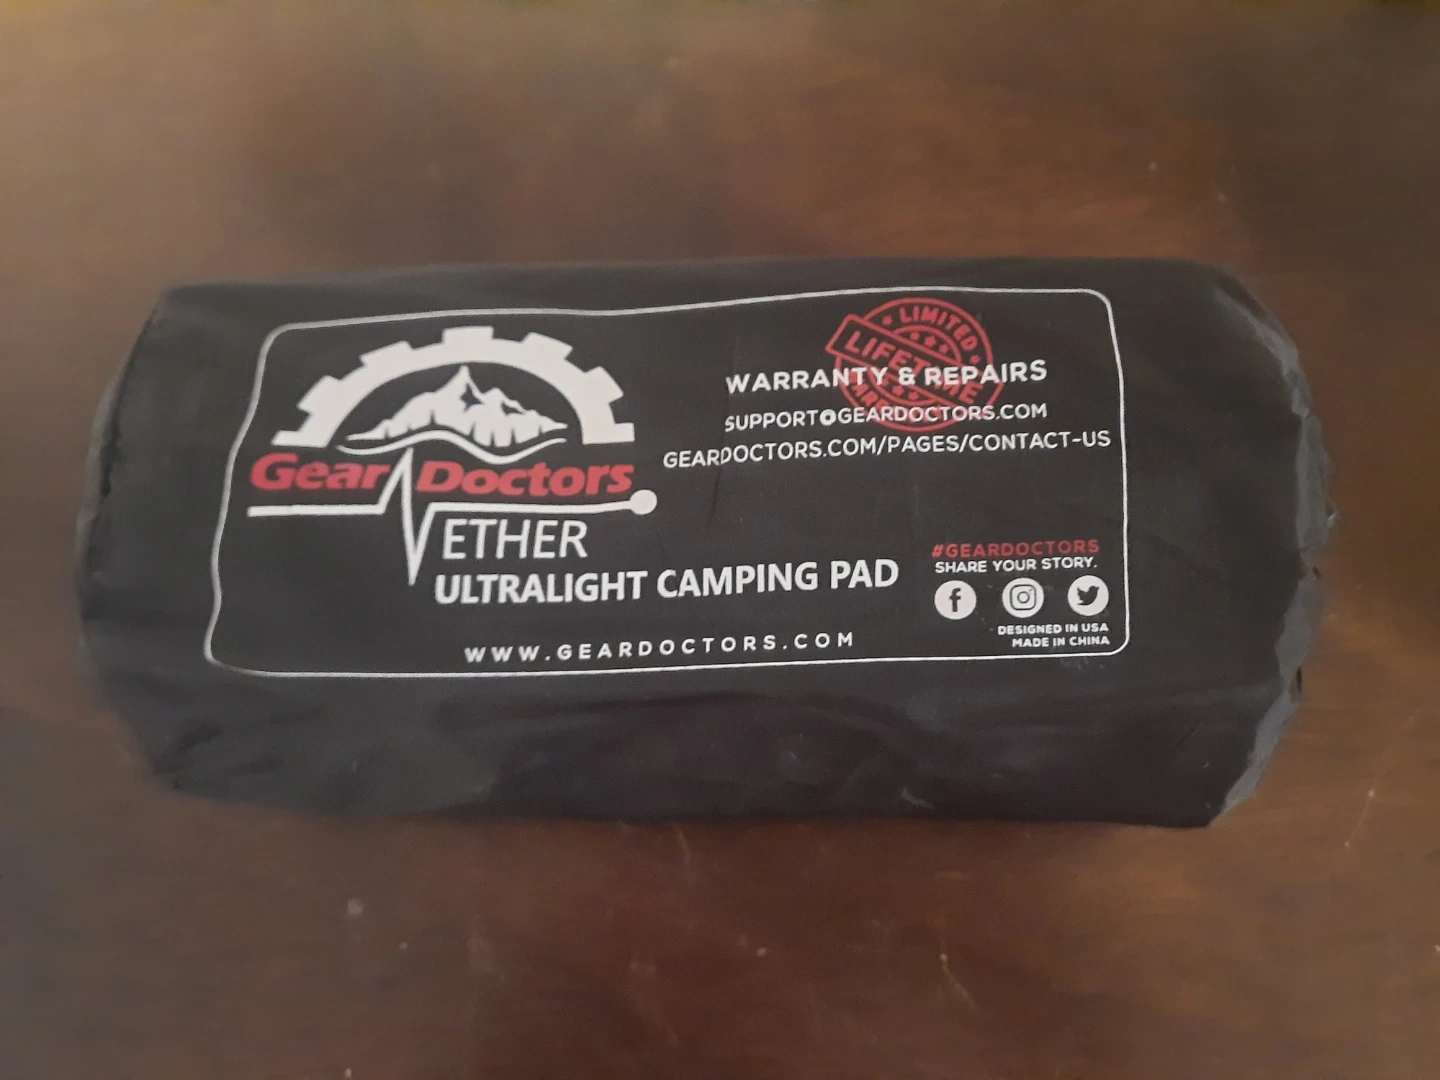 LIMITED
LIFETIME
WARRANTY & REPAIRS
SUPPORT@GEARDOCTORS.COM
GEARDOCTORS.COM/PAGES/CONTACT-US
Gear Doctors
ETHER
ULTRALIGHT CAMPING PAD
#GEARDOCTORS
SHARE YOUR STORY.
DESIGNED IN USA
MADE IN CHINA
WWW.GEARDOCTORS.COM